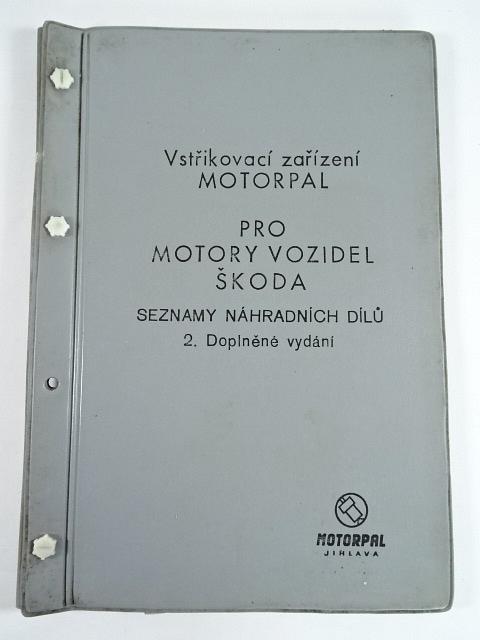 Vstřikovací zařízení
MOTORPAL
PRO
MOTORY VOZIDEL
ŠKODA
SEZNAMY NÁHRADNÍCH DÍLŮ
2. Doplněné vydání
MOTORPAL
JIHLAVA